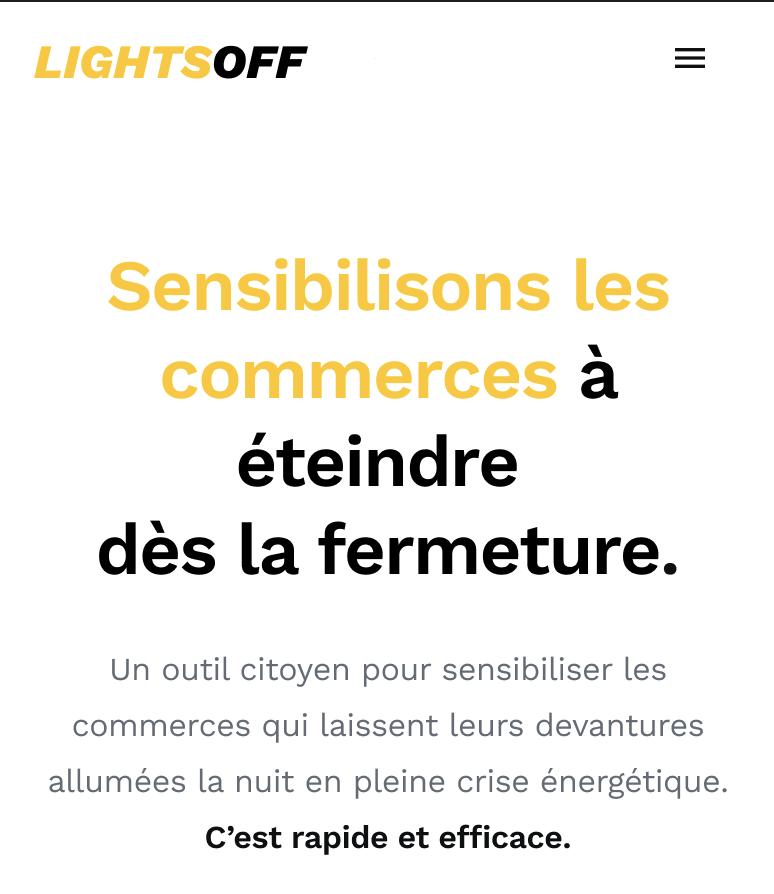 LIGHTSOFF
Sensibilisons les
commerces à
éteindre
dès la fermeture.
Un outil citoyen pour sensibiliser les
commerces qui laissent leurs devantures
allumées la nuit en pleine crise énergétique.
C’est rapide et efficace.